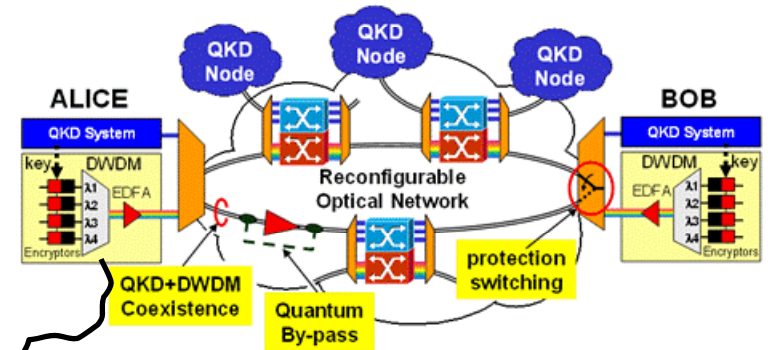 QKD
Node
QKD
Node
QKD
Node
ALICE
BOB
QKD System
QKD System
key
DWDM
EDFA
λ1
λ2
λ3
λ4
Encryptors
Reconfigurable
Optical Network
DWDM
key
EDFA
λ1
λ2
λ3
λ4
Encryptors
QKD+DWDM
Coexistence
Quantum
By-pass
protection
switching